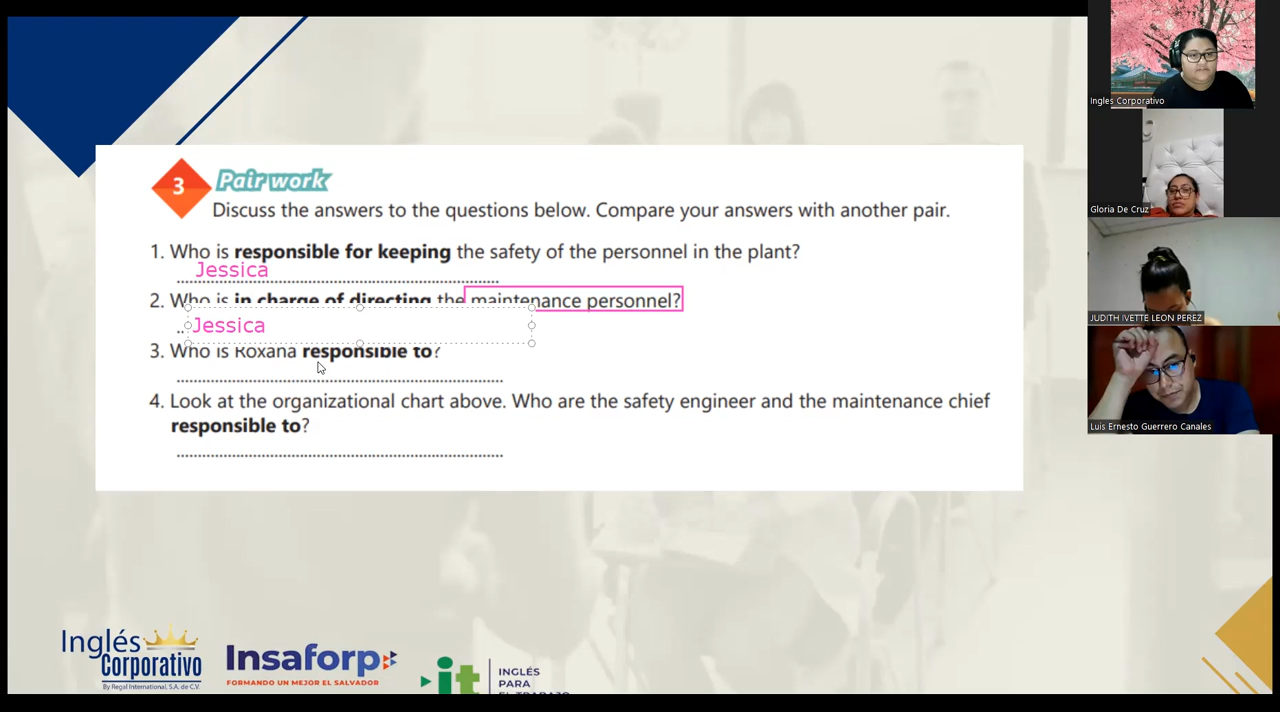 3 Pair work
Discuss the answers to the questions below. Compare your answers with another pair.
1. Who is responsible for keeping the safety of the personnel in the plant?
Jessica
2. Who is in charge of directing the maintenance personnel?
Jessica
3. Who is Roxana responsible to?
4. Look at the organizational chart above. Who are the safety engineer and the maintenance chief
responsible to?
Inglés
Corporativo
By Regal International, S.A. de C.V.
Insaforp
FORMANDO UN MEJOR EL SALVADOR
it
INGLÉS
PARA
EL TRABAJO
Ingles Corporativo
Gloria De Cruz
JUDITH IVETTE LEON PEREZ
Luis Ernesto Guerrero Canales